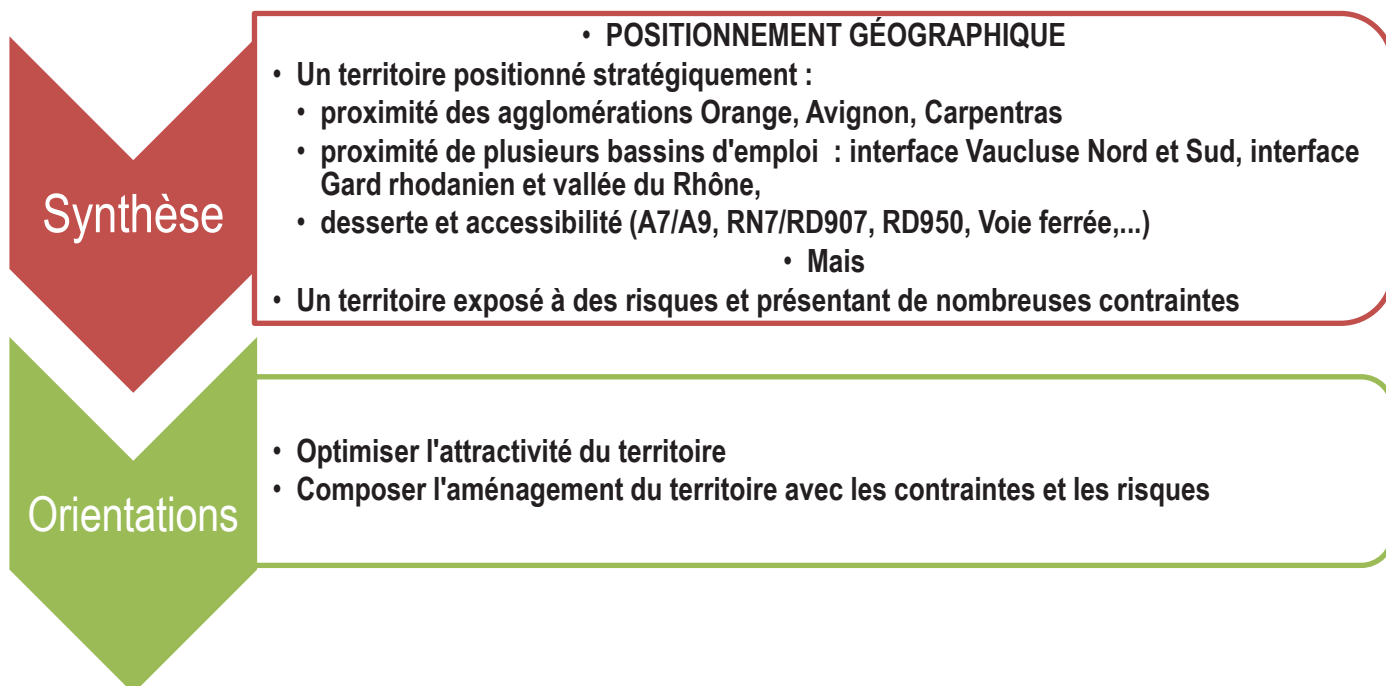 Synthèse
• POSITIONNEMENT GÉOGRAPHIQUE
• Un territoire positionné stratégiquement :
• proximité des agglomérations Orange, Avignon, Carpentras
• proximité de plusieurs bassins d'emploi : interface Vaucluse Nord et Sud, interface
Gard rhodanien et vallée du Rhône,
• desserte et accessibilité (A7/A9, RN7/RD907, RD950, Voie ferrée,...)
• Mais
• Un territoire exposé à des risques et présentant de nombreuses contraintes
Orientations
• Optimiser l'attractivité du territoire
• Composer l'aménagement du territoire avec les contraintes et les risques